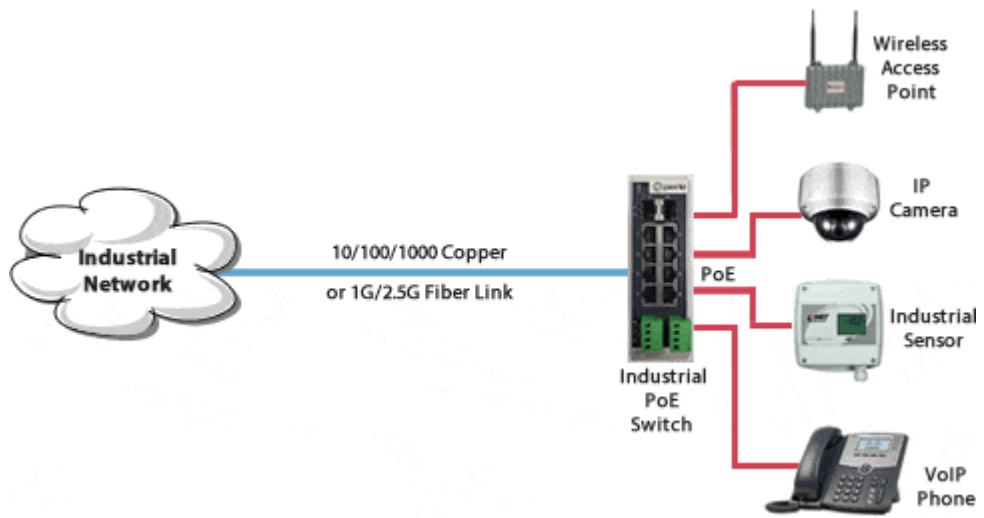 Wireless
Access
Point
IP
Camera
Industrial
Network
10/100/1000 Copper
or 1G/2.5G Fiber Link
PoE
Industrial
Sensor
Industrial
PoE
Switch
VoIP
Phone